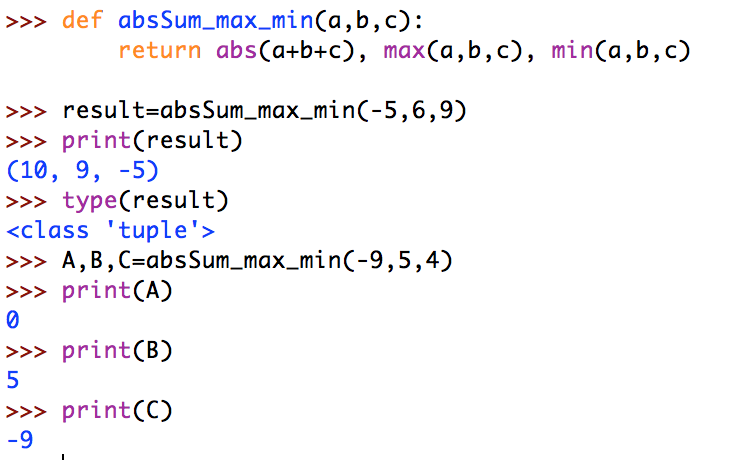 >>> def absSum_max_min(a,b,c):
        return abs(a+b+c), max(a,b,c), min(a,b,c)
>>> result=absSum_max_min(-5,6,9)
>>> print(result)
(10, 9, -5)
>>> type(result)
<class 'tuple'>
>>> A,B,C=absSum_max_min(-9,5,4)
>>> print(A)
0
>>> print(B)
5
>>> print(C)
-9